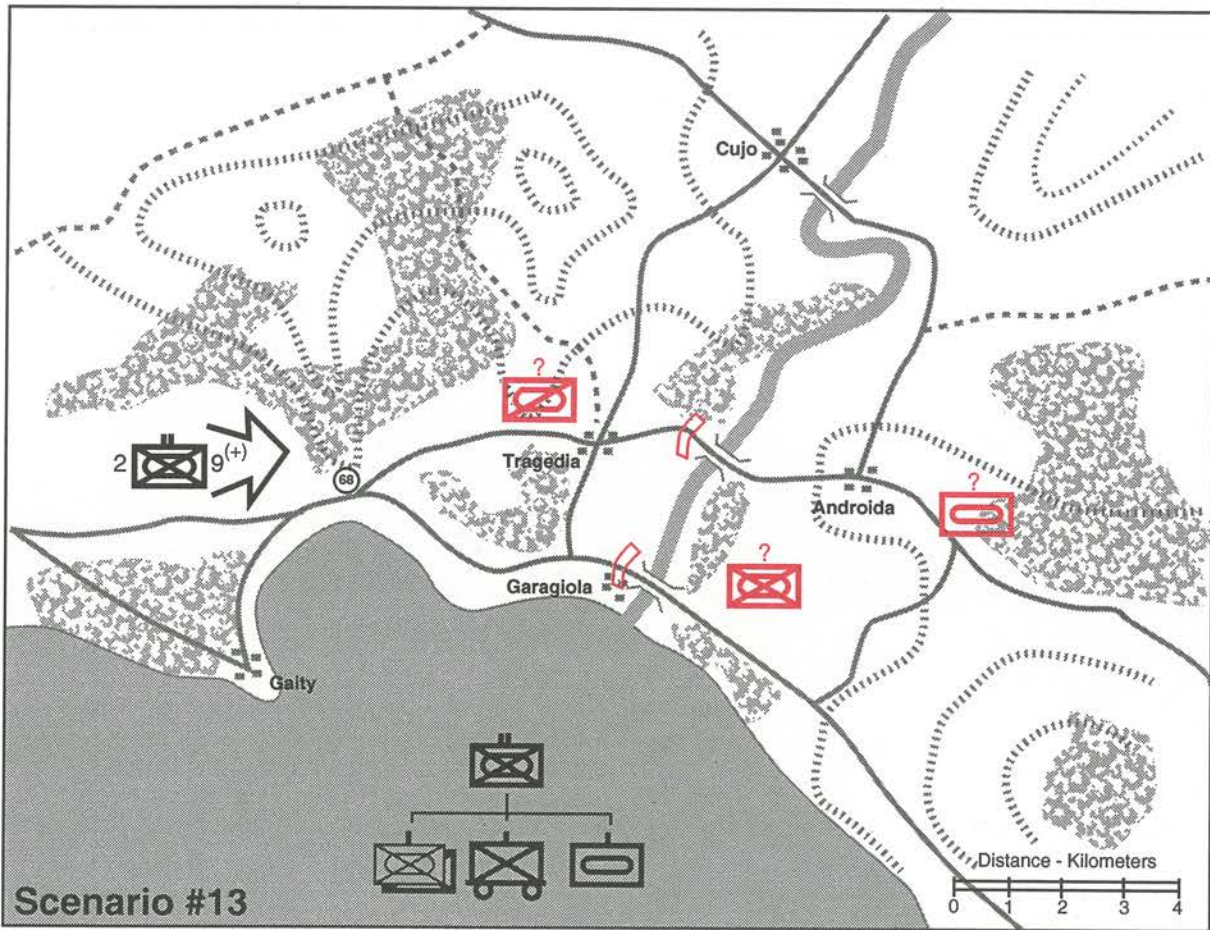 Cujo
?
2
9(+)
68
Tragedia
Androida
?
?
Garagiola
Gaity
Distance - Kilometers
0 1 2 3 4
Scenario #13